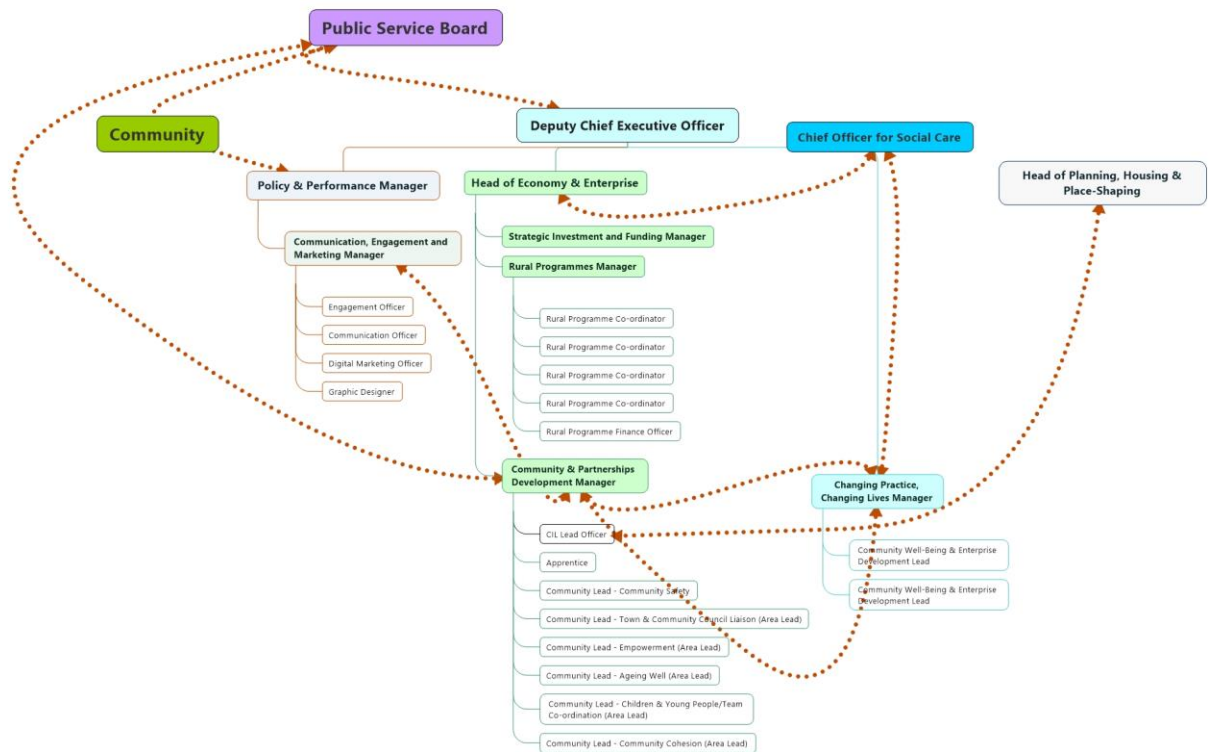 Public Service Board
Community
Deputy Chief Executive Officer
Chief Officer for Social Care
Policy & Performance Manager
Head of Economy & Enterprise
Head of Planning, Housing &
Place-Shaping
Communication, Engagement and
Marketing Manager
Engagement Officer
Communication Officer
Digital Marketing Officer
Graphic Designer
Strategic Investment and Funding Manager
Rural Programmes Manager
Rural Programme Co-ordinator
Rural Programme Co-ordinator
Rural Programme Co-ordinator
Rural Programme Co-ordinator
Rural Programme Finance Officer
Community & Partnerships
Development Manager
CIL Lead Officer
Apprentice
Community Lead - Community Safety
Community Lead - Town & Community Council Liaison (Area Lead)
Community Lead - Empowerment (Area Lead)
Community Lead - Ageing Well (Area Lead)
Community Lead - Children & Young People/Team
Co-ordination (Area Lead)
Community Lead - Community Cohesion (Area Lead)
Changing Practice,
Changing Lives Manager
Community Well-Being & Enterprise
Development Lead
Community Well-Being & Enterprise
Development Lead